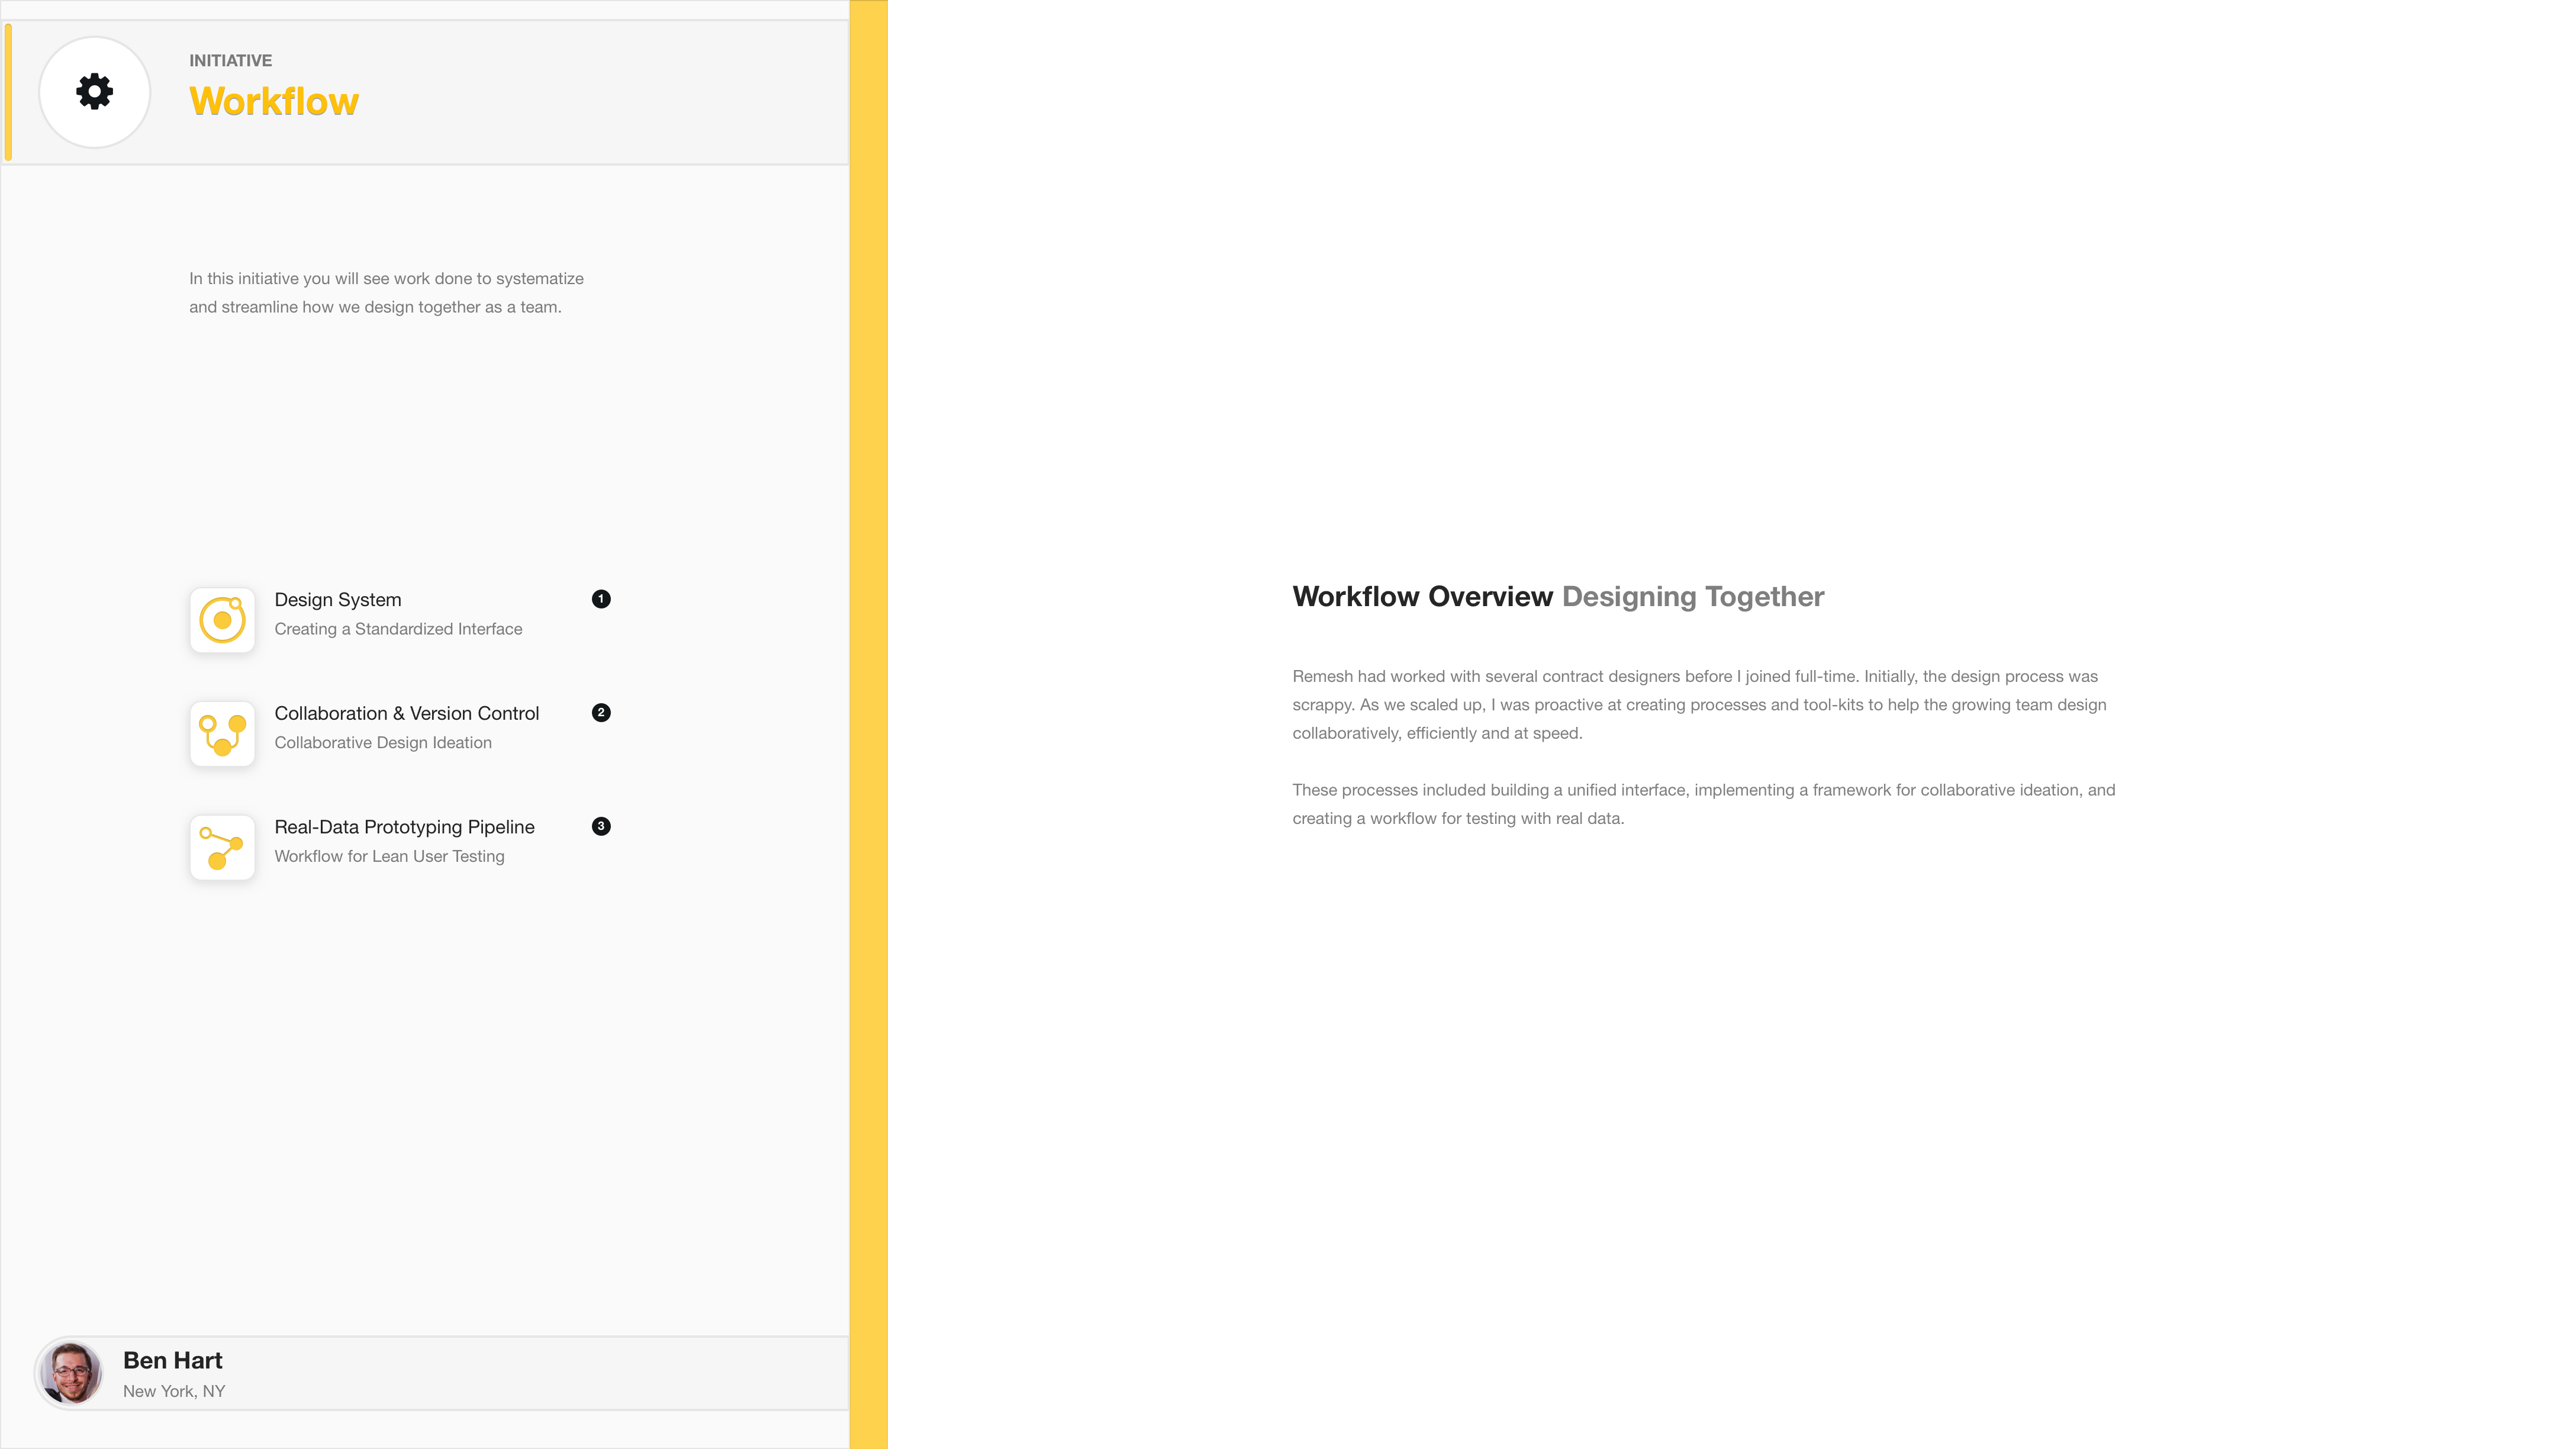 INITIATIVE
Workflow
In this initiative you will see work done to systematize
and streamline how we design together as a team.
Design System
1
Creating a Standardized Interface
Collaboration & Version Control
2
Collaborative Design Ideation
Real-Data Prototyping Pipeline
3
Workflow for Lean User Testing
Ben Hart
New York, NY
Workflow Overview Designing Together
Remesh had worked with several contract designers before I joined full-time. Initially, the design process was
scrappy. As we scaled up, I was proactive at creating processes and tool-kits to help the growing team design
collaboratively, efficiently and at speed.
These processes included building a unified interface, implementing a framework for collaborative ideation, and
creating a workflow for testing with real data.